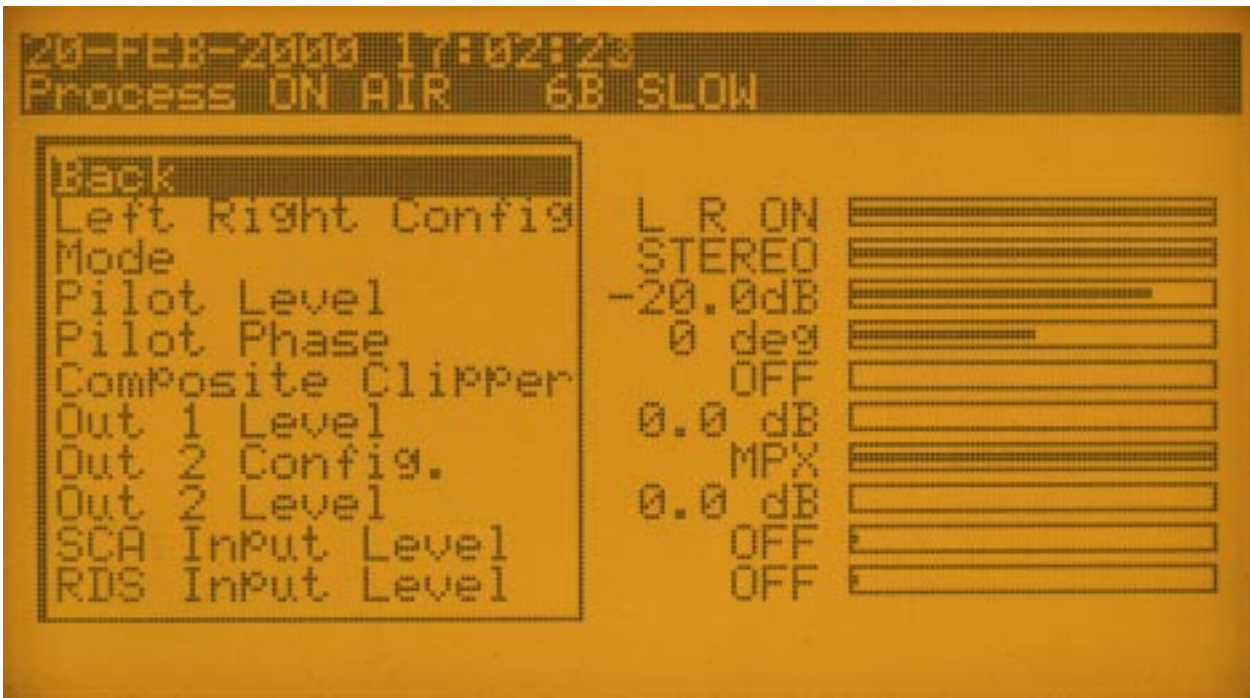 20-FEB-2000 17:02:23
Process ON AIR 6B SLOW
Back
Left Right Config L R ON
Mode STEREO
Pilot Level -20.0dB
Pilot Phase 0 deg
Composite Clipper OFF
Out 1 Level 0.0 dB
Out 2 Config. MPX
Out 2 Level 0.0 dB
SCA Input Level OFF
RDS Input Level OFF